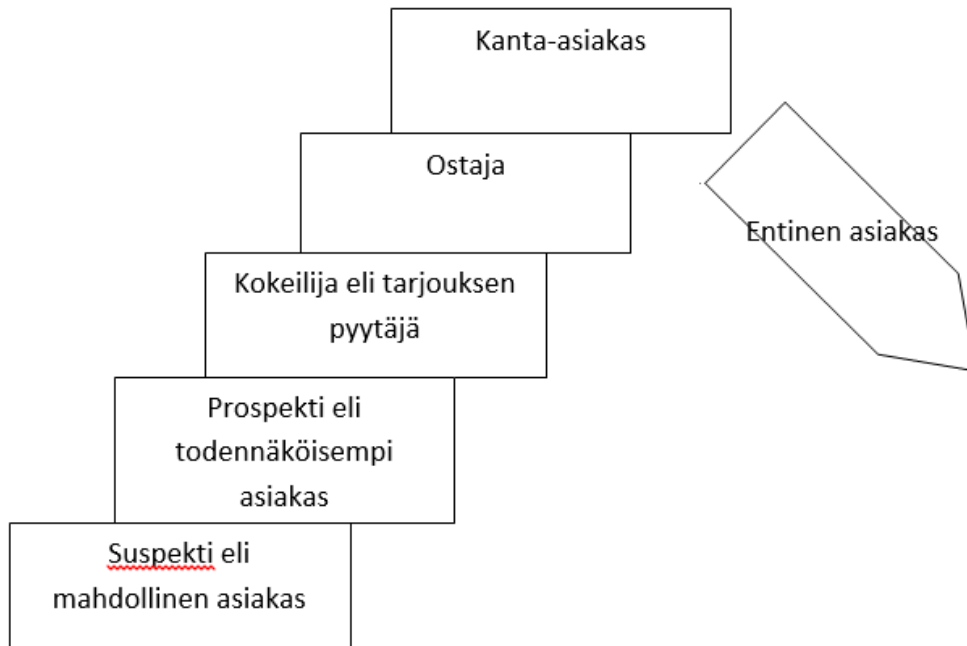 Kanta-asiakas
Ostaja
Entinen asiakas
Kokeilija eli tarjouksen
pyytäjä
Prospekti eli
todennäköisempi
asiakas
Suspekti eli
mahdollinen asiakas